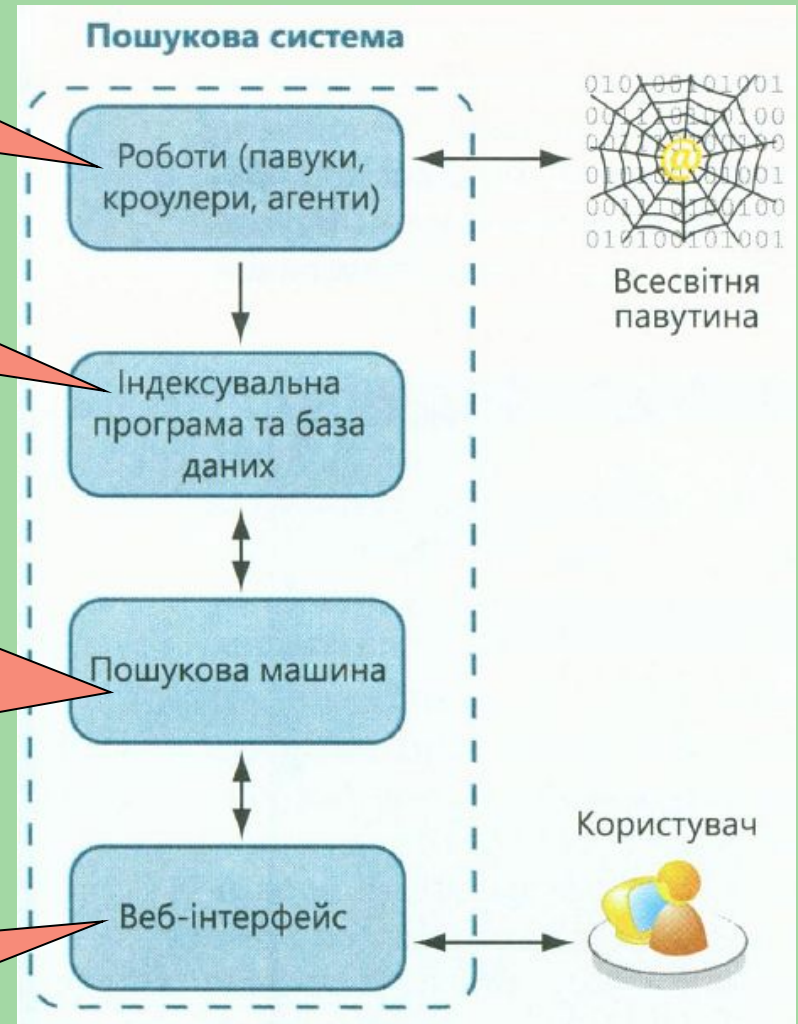 Пошукова система
Роботи (павуки,
кроулери, агенти)
@
Всесвітня
павутина
Індексувальна
програма та база
даних
Пошукова машина
Користувач
Веб-інтерфейс